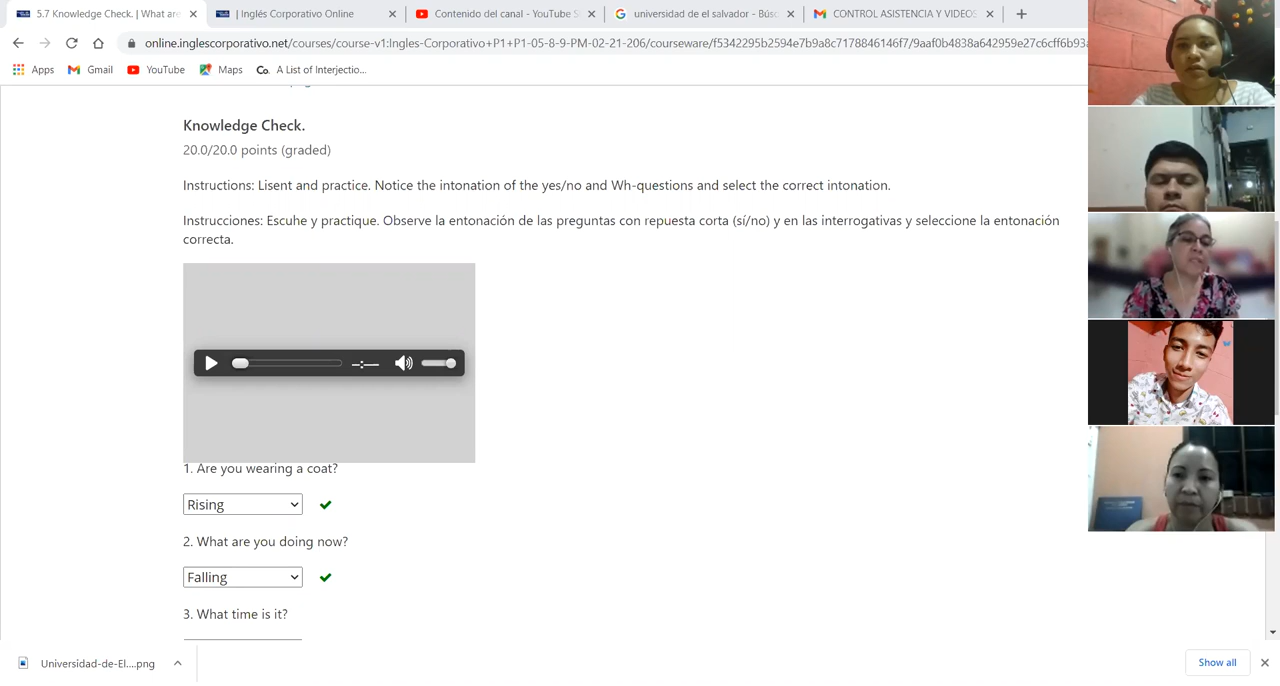 5.7 Knowledge Check. | What are
| Inglés Corporativo Online
Contenido del canal - YouTube S
universidad de el salvador - Búsc
CONTROL ASISTENCIA Y VIDEOS
online.inglescorporativo.net/courses/course-v1:Ingles-Corporativo+P1+P1-05-8-9-PM-02-21-206/courseware/f5342295b2594e7b9a8c7178846146f7/9aaf0b4838a642959e27c6cff6b93
Apps
Gmail
YouTube
Maps
Co. A List of Interjectio...
Knowledge Check.
20.0/20.0 points (graded)
Instructions: Lisent and practice. Notice the intonation of the yes/no and Wh-questions and select the correct intonation.
Instrucciones: Escuhe y practique. Observe la entonación de las preguntas con repuesta corta (sí/no) y en las interrogativas y seleccione la entonación
correcta.
1. Are you wearing a coat?
Rising
2. What are you doing now?
Falling
3. What time is it?
Universidad-de-El....png
Show all